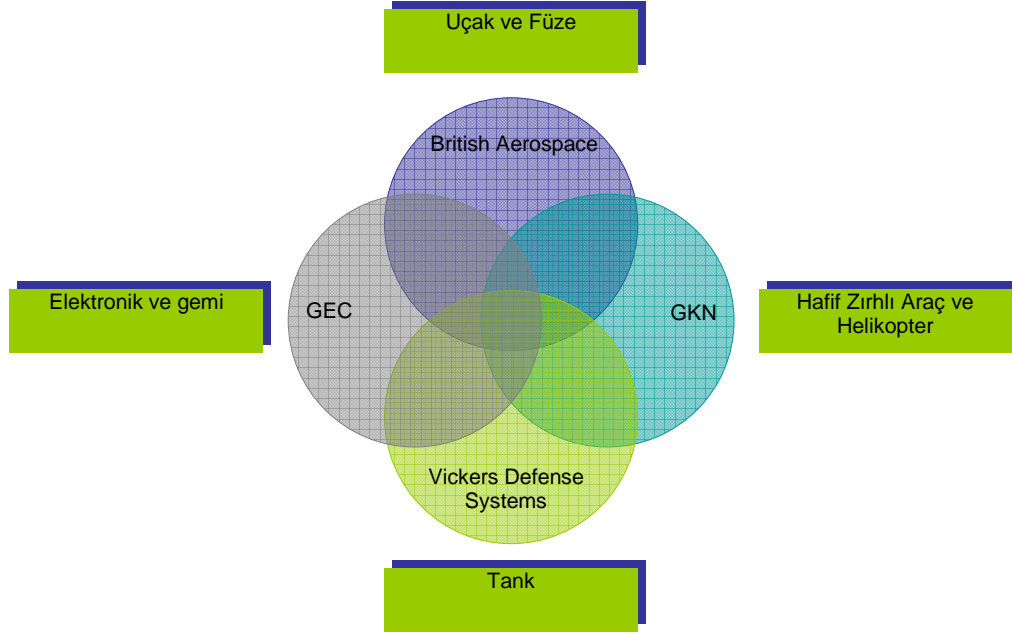 Uçak ve Füze
British Aerospace
Elektronik ve gemi
GEC
GKN
Hafif Zırhlı Araç ve
Helikopter
Vickers Defense
Systems
Tank